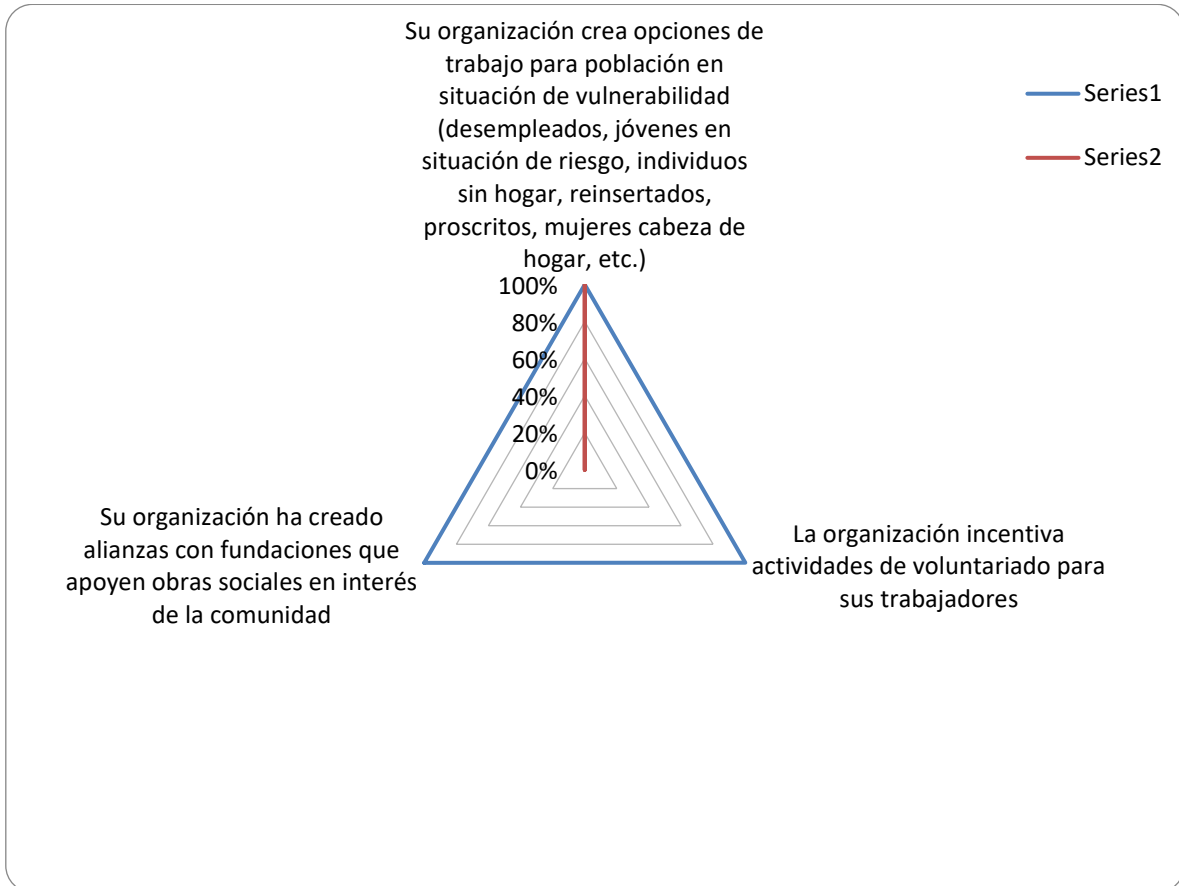 Su organización crea opciones de
trabajo para población en
situación de vulnerabilidad
(desempleados, jóvenes en
situación de riesgo, individuos
sin hogar, reinsertados,
proscritos, mujeres cabeza de
hogar, etc.)
Series1
Series2
100%
80%
60%
40%
20%
0%
La organización incentiva
actividades de voluntariado para
sus trabajadores
Su organización ha creado
alianzas con fundaciones que
apoyen obras sociales en interés
de la comunidad